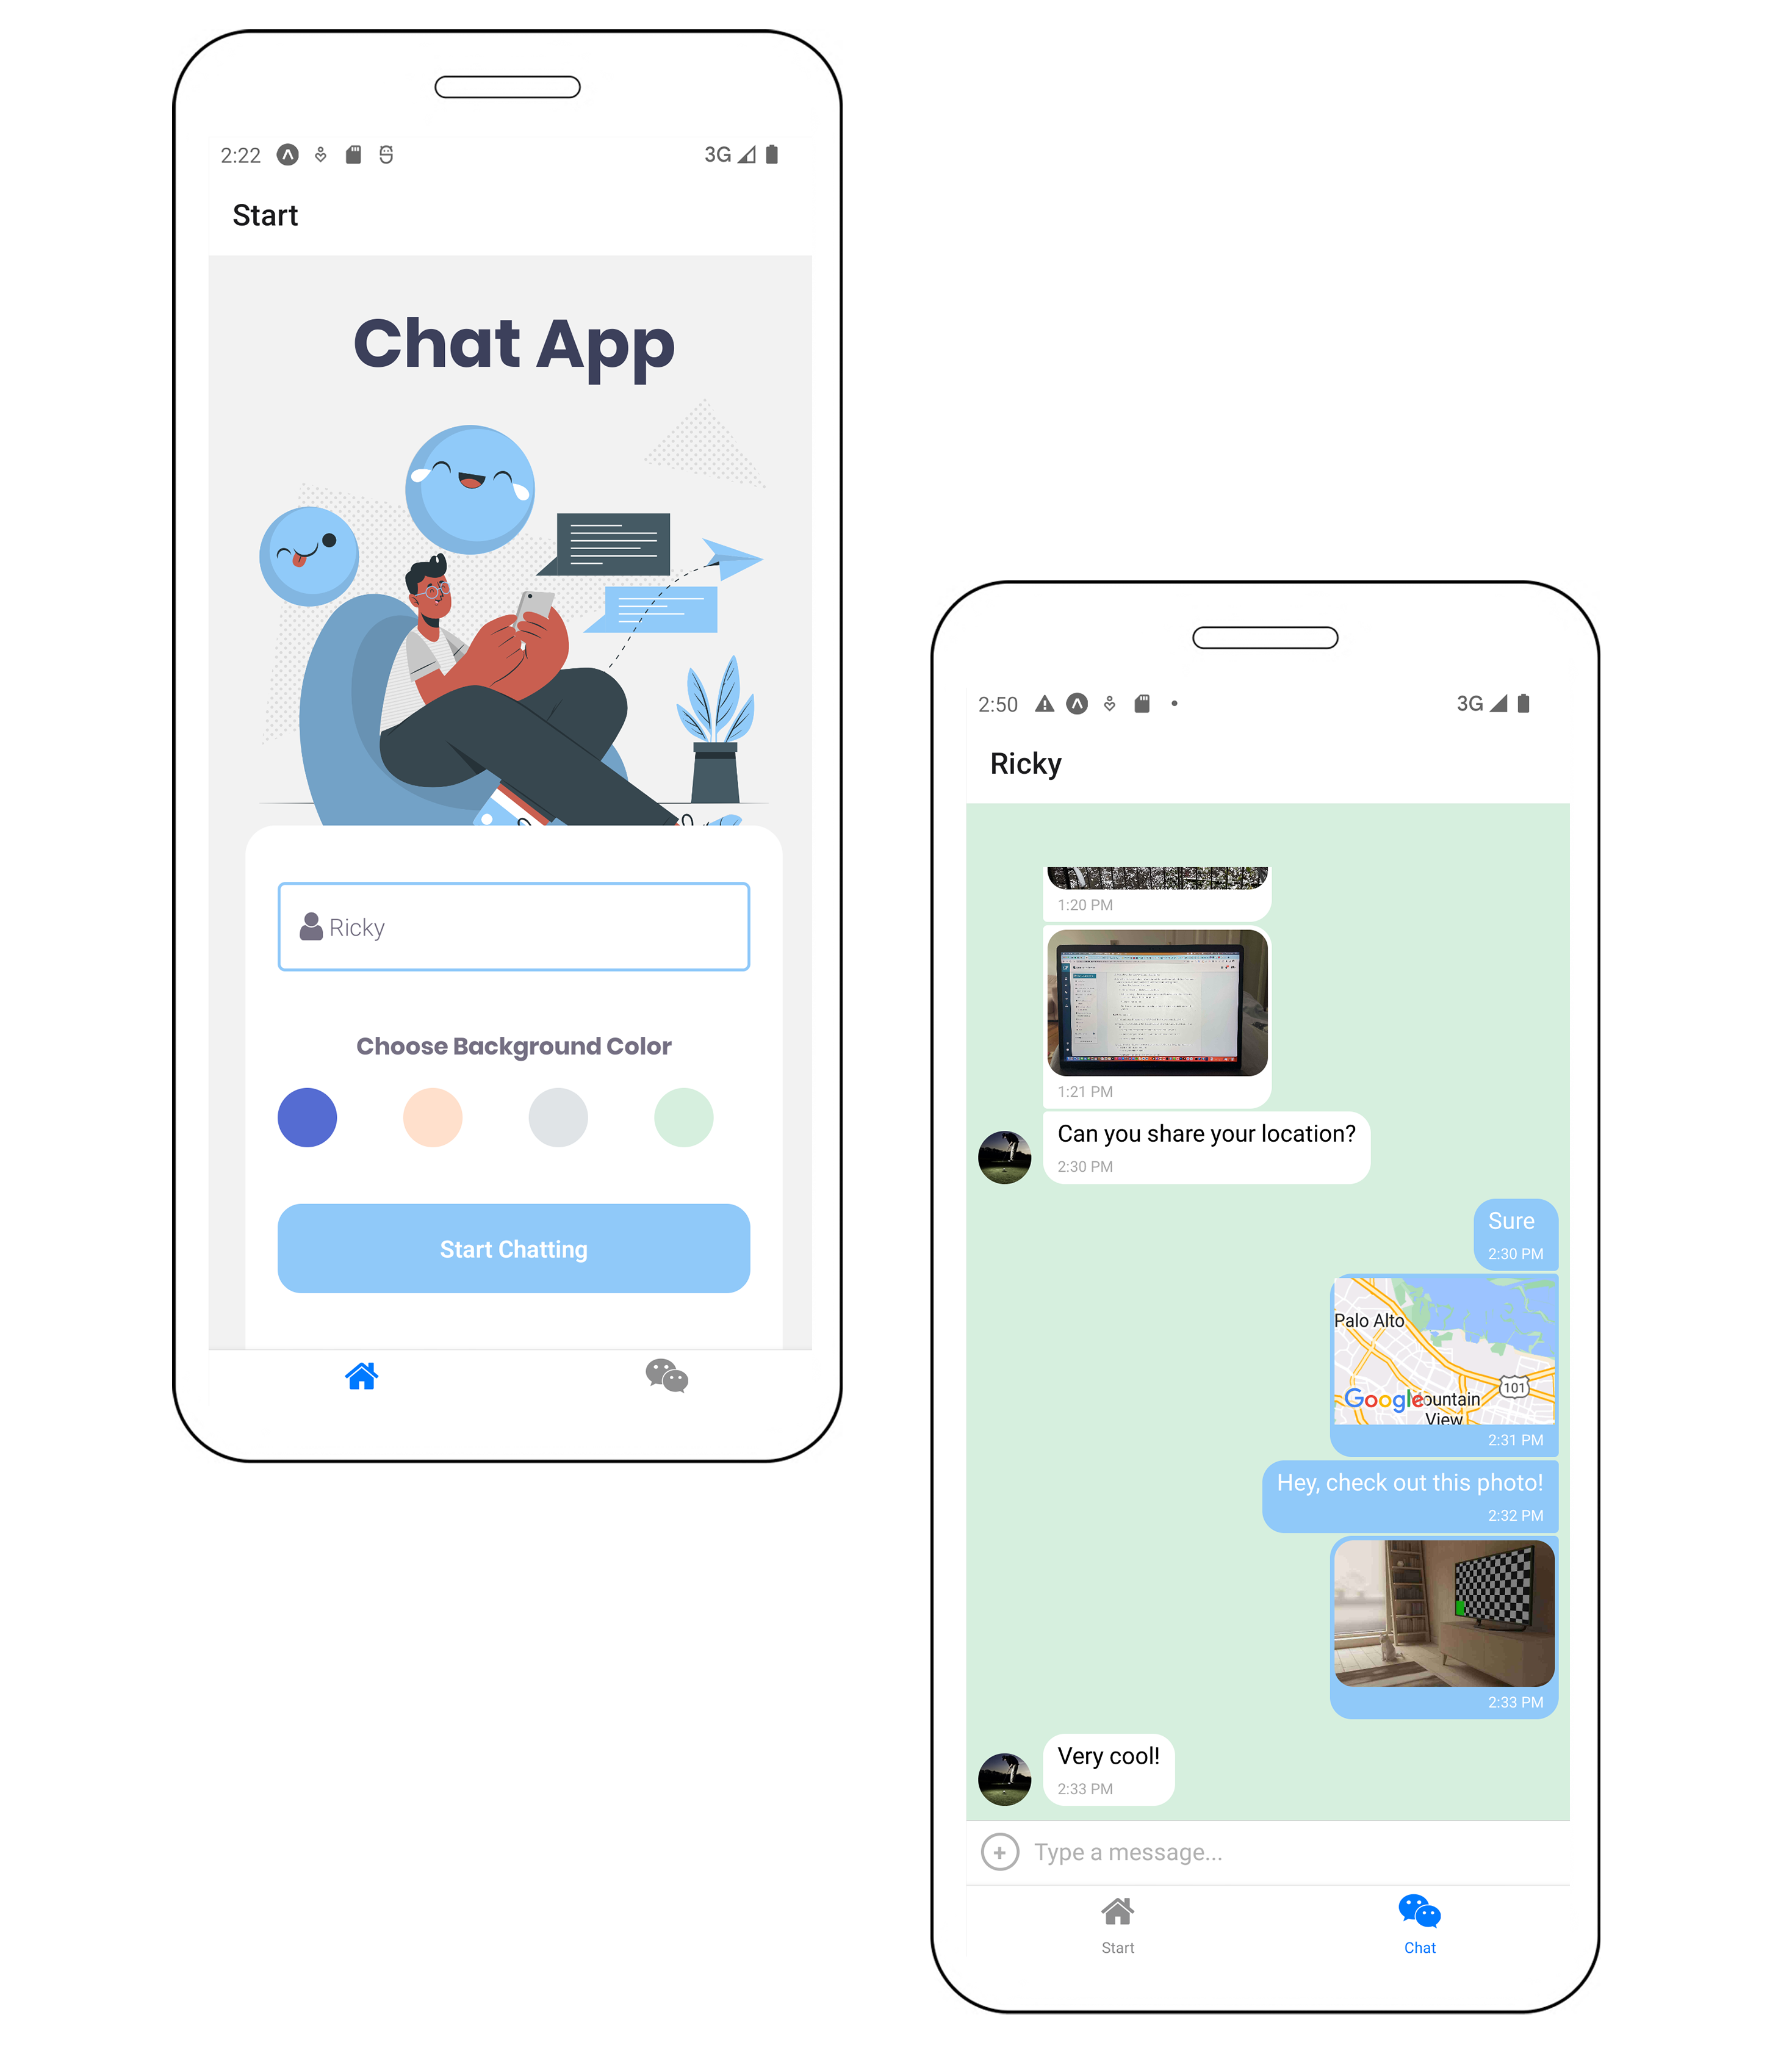 2:22
3G
Start
Chat App
Ricky
Choose Background Color
Start Chatting
2:50
3G
Ricky
1:20 PM
1:21 PM
Can you share your location?
2:30 PM
Sure
2:30 PM
Palo Alto
101
Google
View
2:31 PM
Hey, check out this photo!
2:32 PM
2:33 PM
Very cool!
2:33 PM
Type a message...
Start
Chat